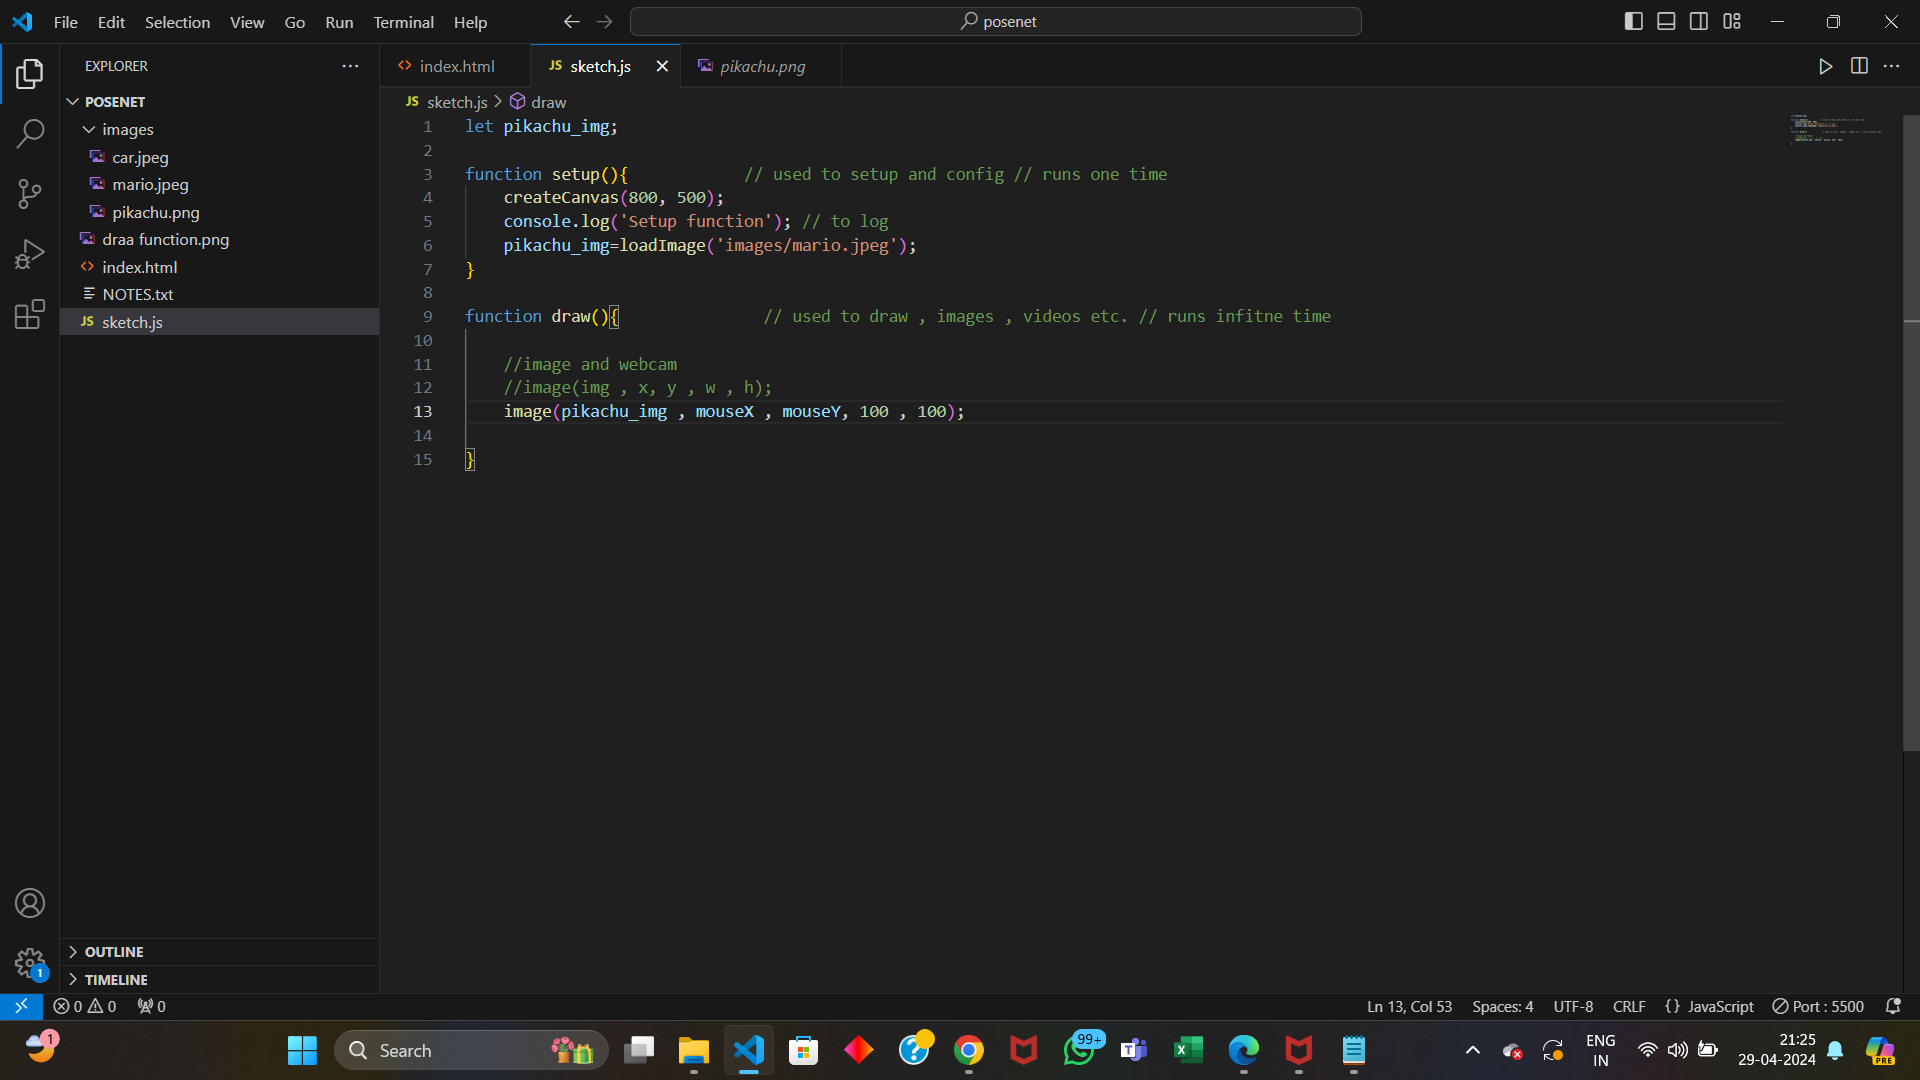 File Edit Selection View Go Run Terminal Help
posenet
EXPLORER
POSENET
images
car.jpeg
mario.jpeg
pikachu.png
draa function.png
index.html
NOTES.txt
JS sketch.js
OUTLINE
TIMELINE
index.html
JS sketch.js
pikachu.png
JS sketch.js > draw
1 let pikachu_img;
2
3 function setup(){ // used to setup and config // runs one time
4 createCanvas(800, 500);
5 console.log('Setup function'); // to log
6 pikachu_img=loadImage('images/mario.jpeg');
7 }
8
9 function draw(){ // used to draw , images , videos etc. // runs infitne time
10
11 //image and webcam
12 //image(img , x, y , w , h);
13 image(pikachu_img , mouseX , mouseY, 100 , 100);
14
15 }
1
0 0 0
Ln 13, Col 53 Spaces: 4 UTF-8 CRLF {} JavaScript Port : 5500
1
Search
99+
ENG
IN
21:25
29-04-2024
PRE